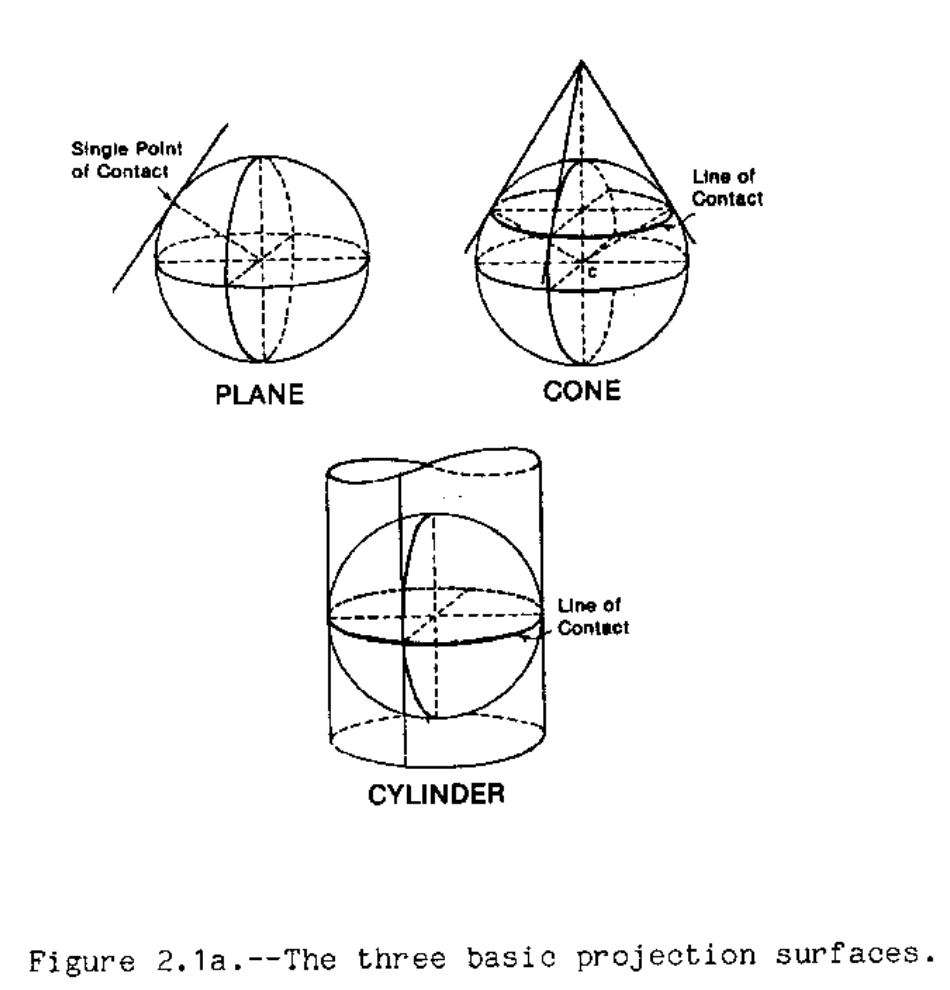 Single Point
of Contact
Line of
Contact
c
PLANE
CONE
Line of
Contact
CYLINDER
Figure 2.1a.--The three basic projection surfaces.